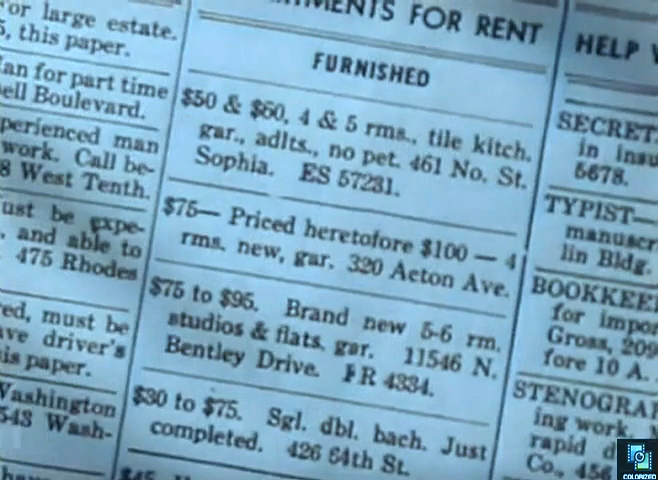 or large estate.
5, this paper.
an for part time
ell Boulevard.
perienced man
work. Call be-
8 West Tenth.
ust be expe-
, and able to
475 Rhodes
ed, must be
ave driver's
is paper.
Washington
543 Wash-
MENTS FOR RENT
FURNISHED
$50 & $60, 4 & 5 rms., tile kitch.
gar., adlts., no pet. 461 No. St.
Sophia. ES 57231.
$75— Priced heretofore $100 — 4
rms. new, gar. 320 Acton Ave.
$75 to $95. Brand new 5-6 rm.
studios & flats. gar. 11546 N.
Bentley Drive. FR 4334.
$30 to $75. Sgl. dbl. bach. Just
completed. 426 64th St.
$45
HELP
SECRET
in insu
5678.
TYPIST—
manuscr
lin Bldg.
BOOKKEE
for impor
Gross, 209
fore 10 A.
STENOGRA
ing work.
rapid d
Co., 456
COLORIZED